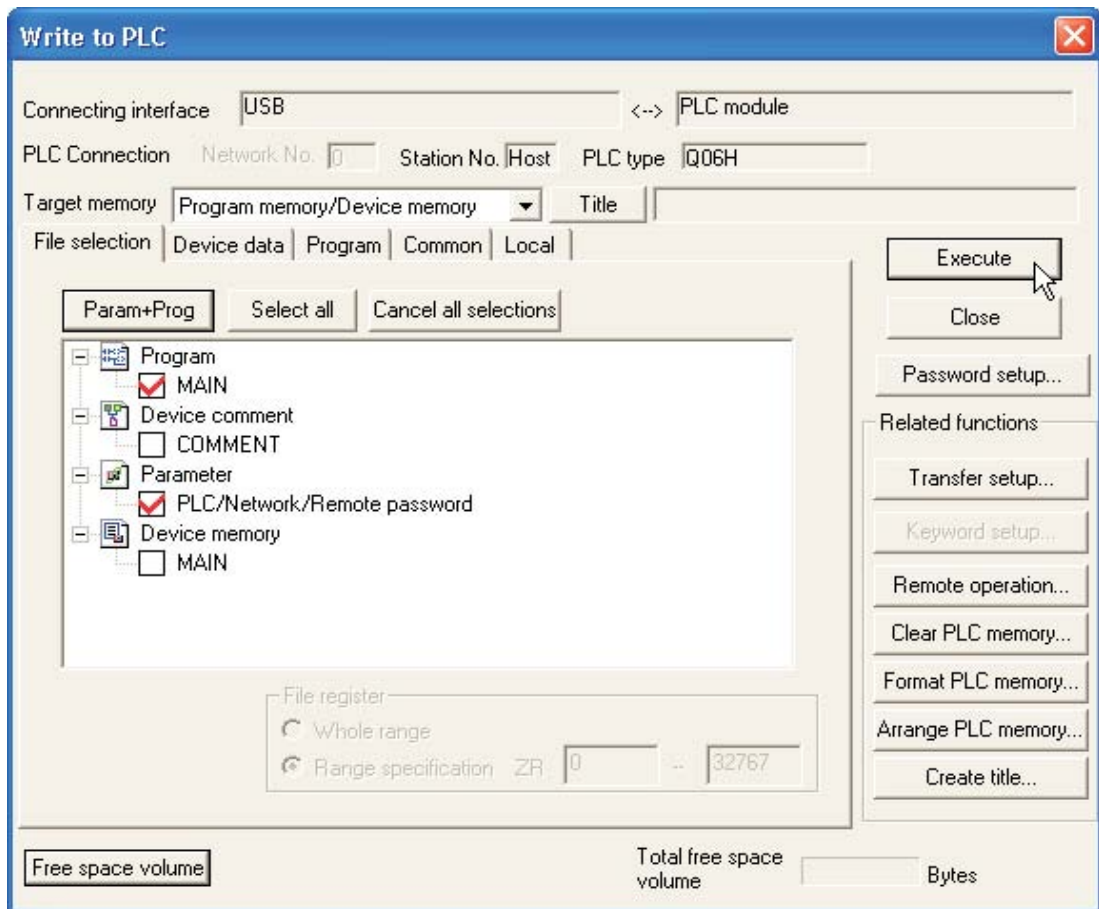 Write to PLC
Connecting interface USB <--> PLC module
PLC Connection Network No. 0 Station No. Host PLC type Q06H
Target memory Program memory/Device memory Title
File selection Device data Program Common Local
Execute
Param+Prog Select all Cancel all selections
Close
Program
MAIN
Password setup...
Device comment
COMMENT
Related functions
Parameter
PLC/Network/Remote password
Transfer setup...
Device memory
MAIN
Keyword setup...
Remote operation...
Clear PLC memory...
Format PLC memory...
Arrange PLC memory...
Create title...
File register
Whole range
Range specification ZR 0 .. 32767
Free space volume
Total free space
volume
Bytes